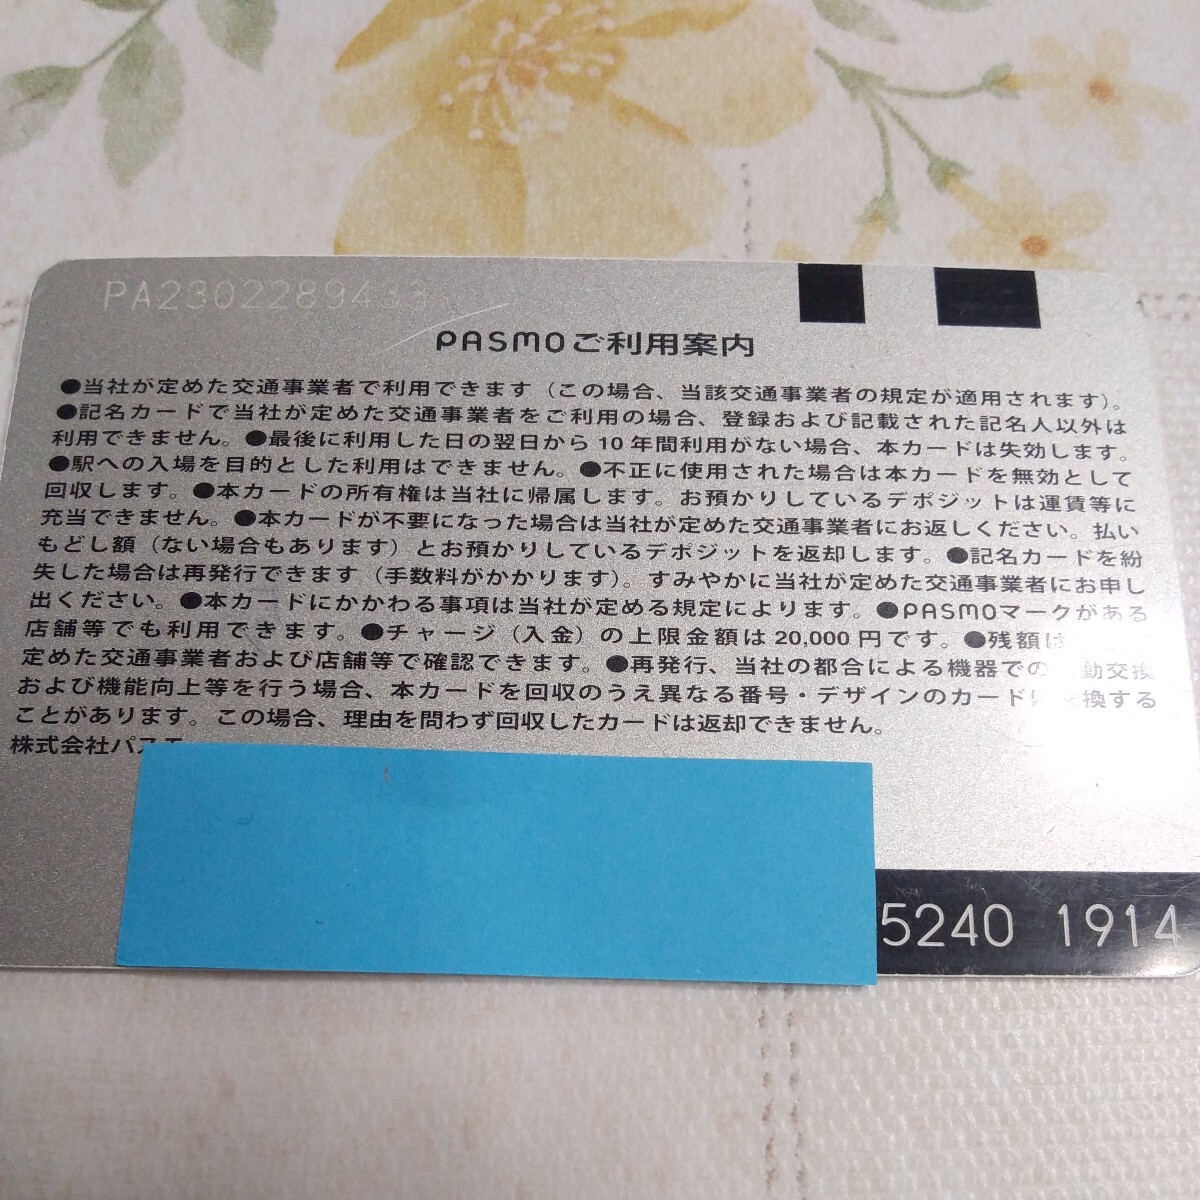 PA2302289433
PASMOご利用案内
●当社が定めた交通事業者で利用できます（この場合、当該交通事業者の規定が適用されます）。
●記名カードで当社が定めた交通事業者をご利用の場合、登録および記載された記名人以外は
利用できません。●最後に利用した日の翌日から10年間利用がない場合、本カードは失効します。
●駅への入場を目的とした利用はできません。●不正に使用された場合は本カードを無効として
回収します。●本カードの所有権は当社に帰属します。お預かりしているデポジットは運賃等に
充当できません。●本カードが不要になった場合は当社が定めた交通事業者にお返しください。払い
もどし額（ない場合もあります）とお預かりしているデポジットを返却します。●記名カードを紛
失した場合は再発行できます（手数料がかかります）。すみやかに当社が定めた交通事業者にお申し
出ください。●本カードにかかわる事項は当社が定める規定によります。●PASMOマークがある
店舗等でも利用できます。●チャージ（入金）の上限金額は20,000円です。●残額は
定めた交通事業者および店舗等で確認できます。●再発行、当社の都合による機器での動交換
および機能向上等を行う場合、本カードを回収のうえ異なる番号・デザインのカードに交換する
ことがあります。この場合、理由を問わず回収したカードは返却できません。
株式会社パスモ
5240 1914